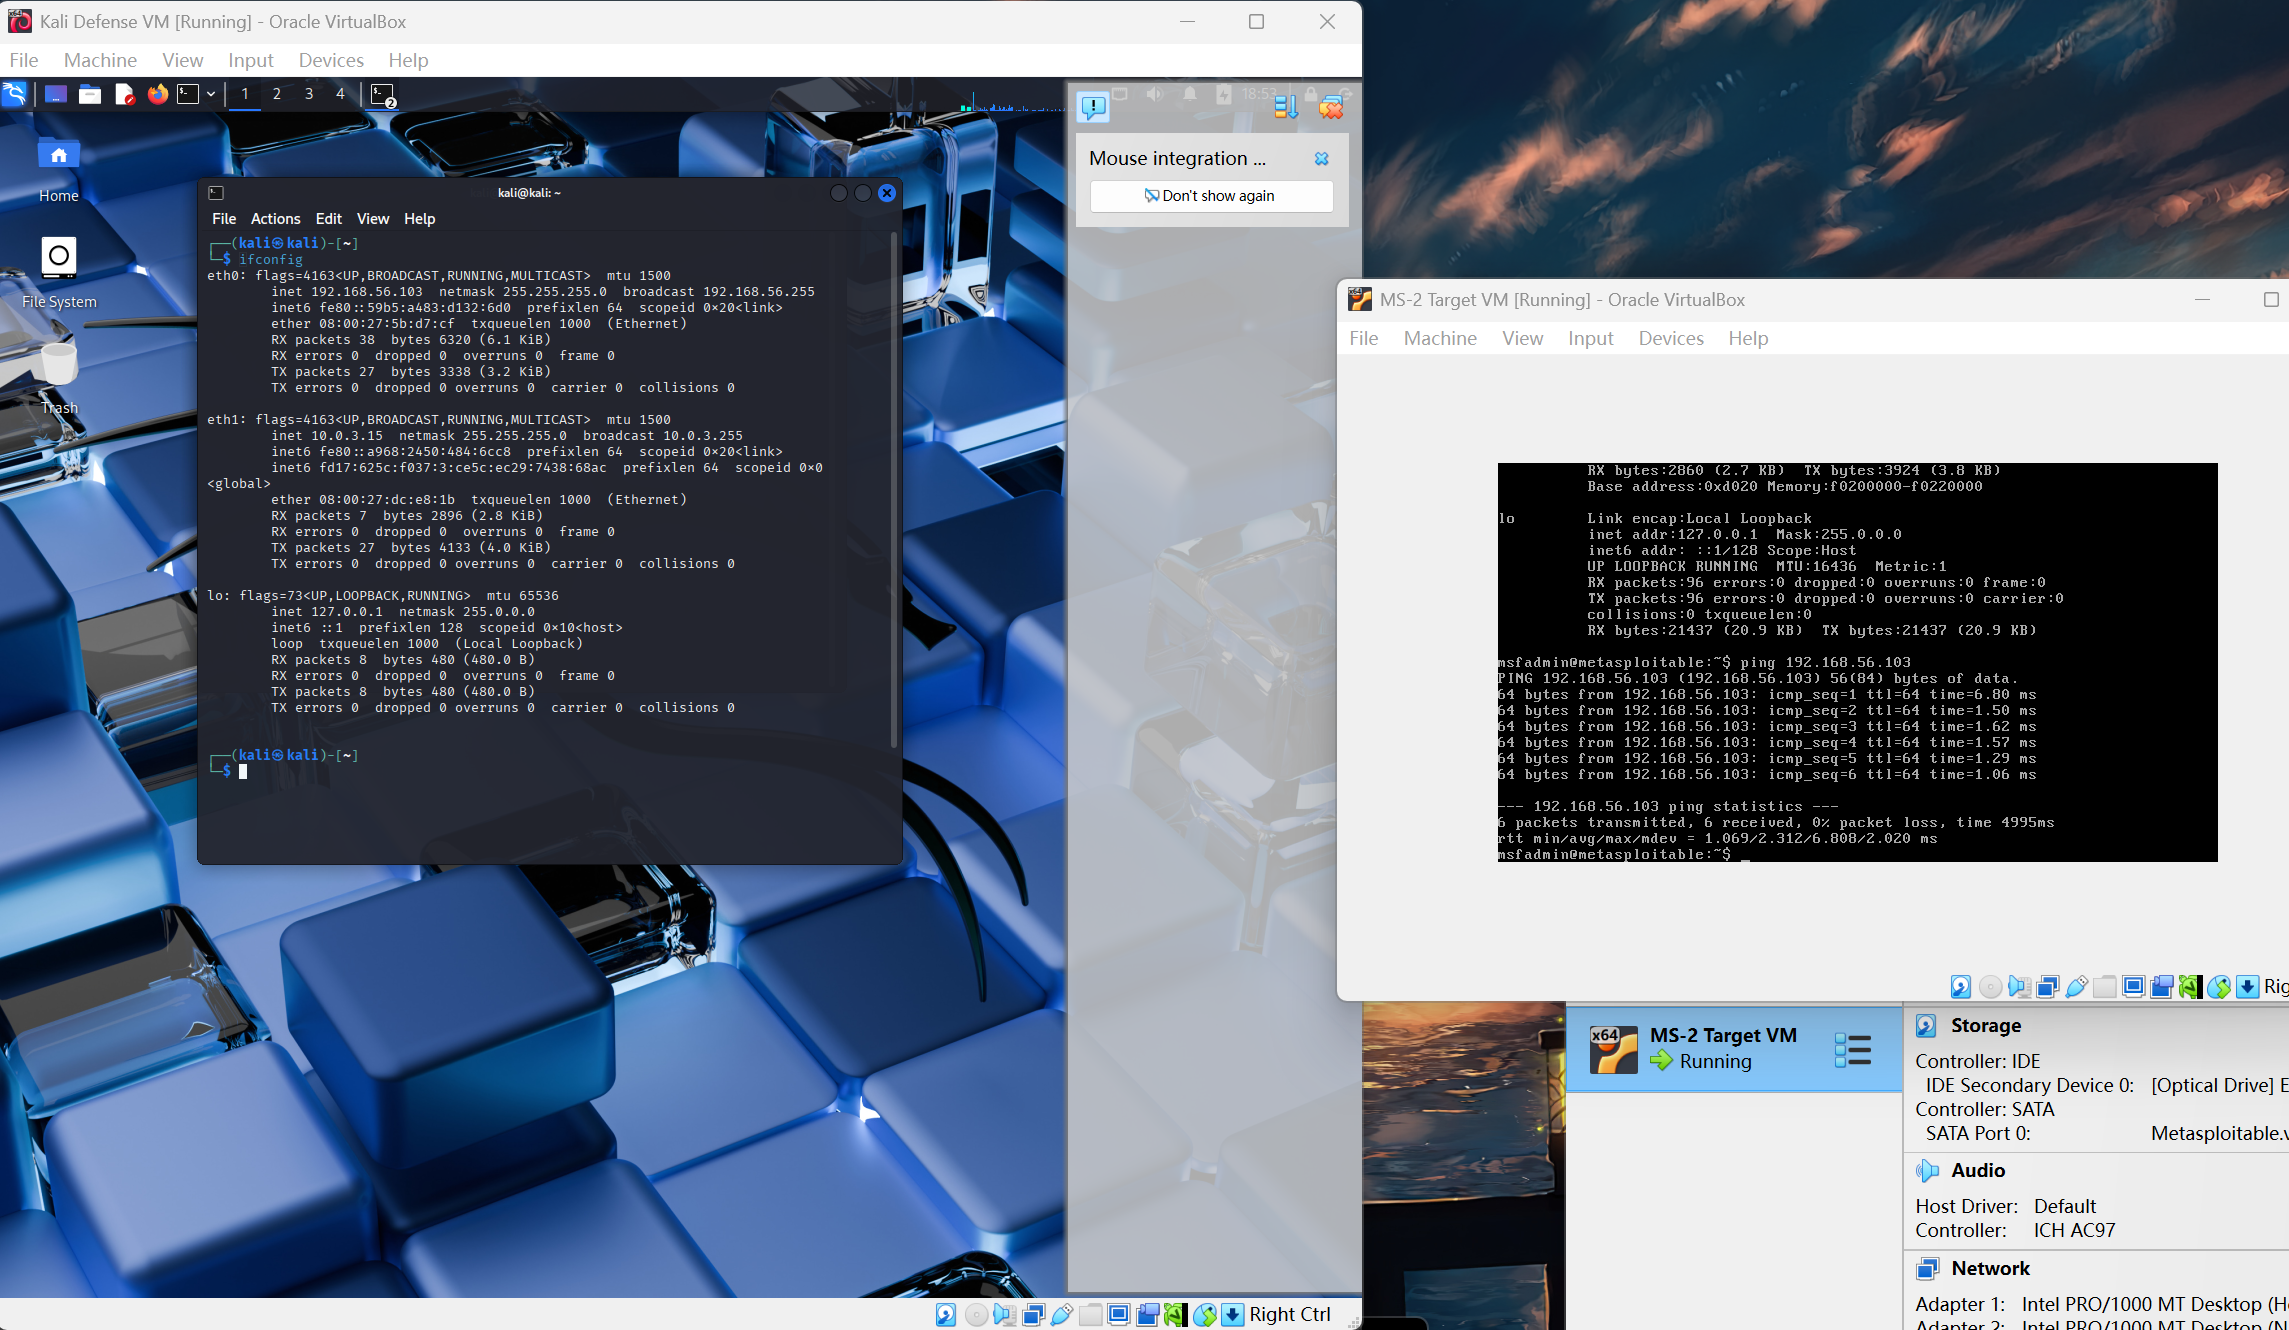 Kali Defense VM [Running] - Oracle VirtualBox
File Machine View Input Devices Help
1 2 3 4 2
18:53
Home
File System
Trash
kali@kali: ~
File Actions Edit View Help
┌──(kali㉿kali)-[~]
└─$ ifconfig
eth0: flags=4163<UP,BROADCAST,RUNNING,MULTICAST>  mtu 1500
        inet 192.168.56.103  netmask 255.255.255.0  broadcast 192.168.56.255
        inet6 fe80::59b5:a483:d132:6d0  prefixlen 64  scopeid 0×20<link>
        ether 08:00:27:5b:d7:cf  txqueuelen 1000  (Ethernet)
        RX packets 38  bytes 6320 (6.1 KiB)
        RX errors 0  dropped 0  overruns 0  frame 0
        TX packets 27  bytes 3338 (3.2 KiB)
        TX errors 0  dropped 0 overruns 0  carrier 0  collisions 0
eth1: flags=4163<UP,BROADCAST,RUNNING,MULTICAST>  mtu 1500
        inet 10.0.3.15  netmask 255.255.255.0  broadcast 10.0.3.255
        inet6 fe80::a968:2450:484:6cc8  prefixlen 64  scopeid 0×20<link>
        inet6 fd17:625c:f037:3:ce5c:ec29:7438:68ac  prefixlen 64  scopeid 0×0
<global>
        ether 08:00:27:dc:e8:1b  txqueuelen 1000  (Ethernet)
        RX packets 7  bytes 2896 (2.8 KiB)
        RX errors 0  dropped 0  overruns 0  frame 0
        TX packets 27  bytes 4133 (4.0 KiB)
        TX errors 0  dropped 0 overruns 0  carrier 0  collisions 0
lo: flags=73<UP,LOOPBACK,RUNNING>  mtu 65536
        inet 127.0.0.1  netmask 255.0.0.0
        inet6 ::1  prefixlen 128  scopeid 0×10<host>
        loop  txqueuelen 1000  (Local Loopback)
        RX packets 8  bytes 480 (480.0 B)
        RX errors 0  dropped 0  overruns 0  frame 0
        TX packets 8  bytes 480 (480.0 B)
        TX errors 0  dropped 0 overruns 0  carrier 0  collisions 0
┌──(kali㉿kali)-[~]
└─$
Mouse integration ...
Don't show again
Right Ctrl
MS-2 Target VM [Running] - Oracle VirtualBox
File Machine View Input Devices Help
          RX bytes:2860 (2.7 KB)  TX bytes:3924 (3.8 KB)
          Base address:0xd020 Memory:f0200000-f0220000
lo        Link encap:Local Loopback
          inet addr:127.0.0.1  Mask:255.0.0.0
          inet6 addr: ::1/128 Scope:Host
          UP LOOPBACK RUNNING  MTU:16436  Metric:1
          RX packets:96 errors:0 dropped:0 overruns:0 frame:0
          TX packets:96 errors:0 dropped:0 overruns:0 carrier:0
          collisions:0 txqueuelen:0
          RX bytes:21437 (20.9 KB)  TX bytes:21437 (20.9 KB)
msfadmin@metasploitable:~$ ping 192.168.56.103
PING 192.168.56.103 (192.168.56.103) 56(84) bytes of data.
64 bytes from 192.168.56.103: icmp_seq=1 ttl=64 time=6.80 ms
64 bytes from 192.168.56.103: icmp_seq=2 ttl=64 time=1.50 ms
64 bytes from 192.168.56.103: icmp_seq=3 ttl=64 time=1.62 ms
64 bytes from 192.168.56.103: icmp_seq=4 ttl=64 time=1.57 ms
64 bytes from 192.168.56.103: icmp_seq=5 ttl=64 time=1.29 ms
64 bytes from 192.168.56.103: icmp_seq=6 ttl=64 time=1.06 ms
--- 192.168.56.103 ping statistics ---
6 packets transmitted, 6 received, 0% packet loss, time 4995ms
rtt min/avg/max/mdev = 1.069/2.312/6.808/2.020 ms
msfadmin@metasploitable:~$ _
Rig
x64
MS-2 Target VM
Running
Storage
Controller: IDE
IDE Secondary Device 0: [Optical Drive] E
Controller: SATA
SATA Port 0: Metasploitable.v
Audio
Host Driver: Default
Controller: ICH AC97
Network
Adapter 1: Intel PRO/1000 MT Desktop (H
Adapter 2: Intel PRO/1000 MT Desktop (N